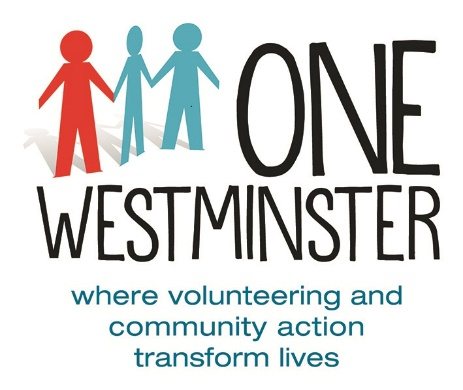 ONE
WESTMINSTER
where volunteering and
community action
transform lives